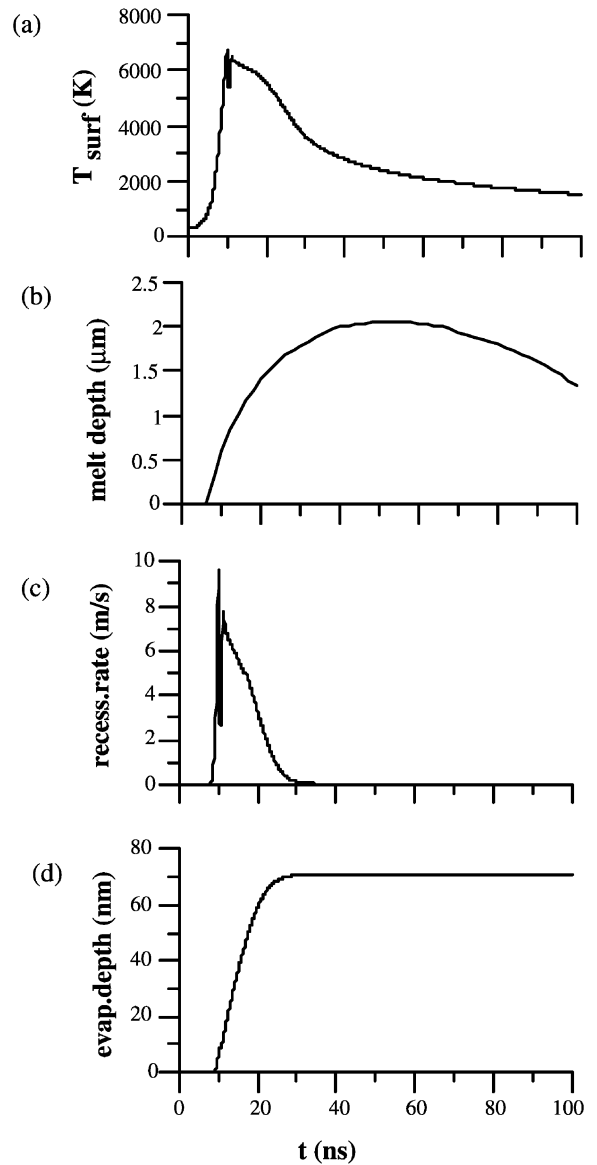 (a)
T surf (K)
8000
6000
4000
2000
0
(b)
melt depth (μm)
2.5
2
1.5
1
0.5
0
(c)
recess.rate (m/s)
10
8
6
4
2
0
(d)
evap.depth (nm)
80
60
40
20
0
0 20 40 60 80 100
t (ns)